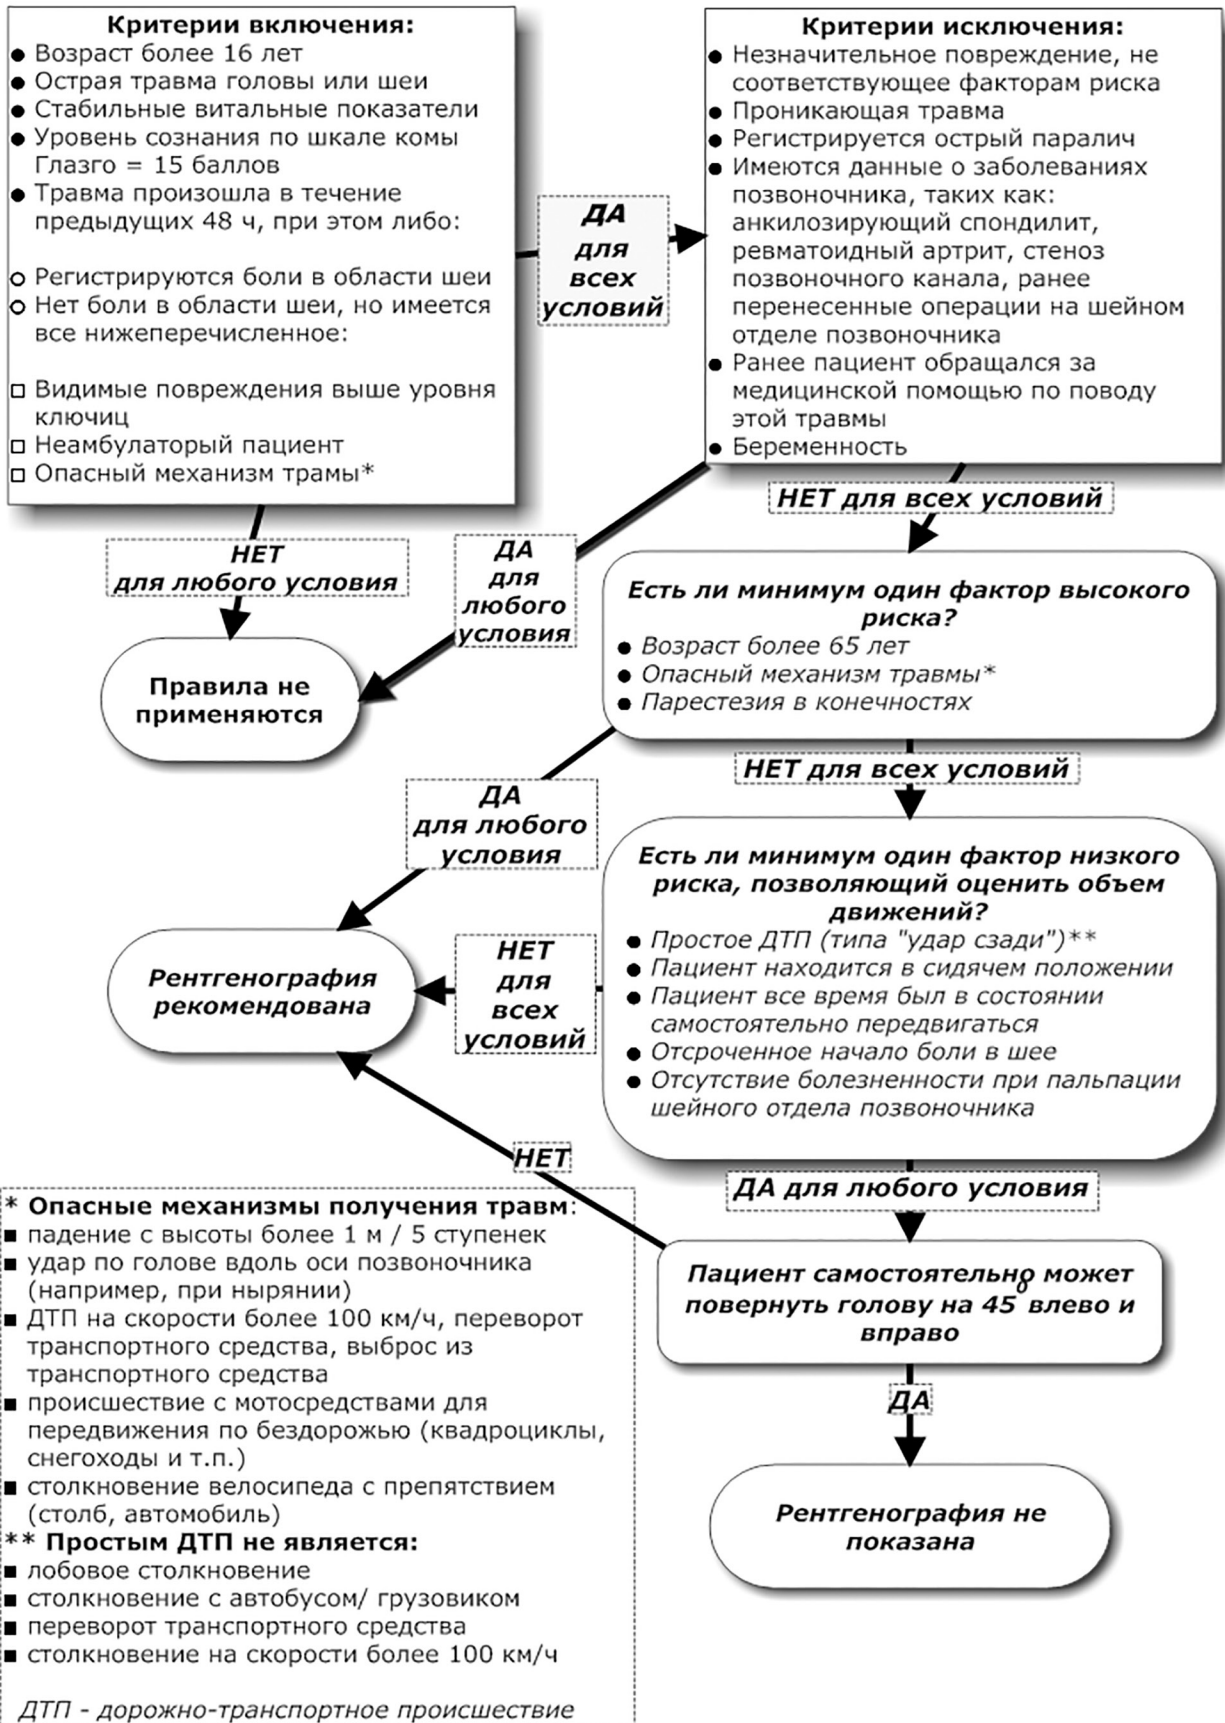 Критерии включения:
● Возраст более 16 лет
● Острая травма головы или шеи
● Стабильные витальные показатели
● Уровень сознания по шкале комы
Глазго = 15 баллов
● Травма произошла в течение
предыдущих 48 ч, при этом либо:
○ Регистрируются боли в области шеи
○ Нет боли в области шеи, но имеется
все нижеперечисленное:
□ Видимые повреждения выше уровня
ключиц
□ Неамбулаторый пациент
□ Опасный механизм трамы*
ДА
для
всех
условий
Критерии исключения:
● Незначительное повреждение, не
соответствующее факторам риска
● Проникающая травма
● Регистрируется острый паралич
● Имеются данные о заболеваниях
позвоночника, таких как:
анкилозирующий спондилит,
ревматоидный артрит, стеноз
позвоночного канала, ранее
перенесенные операции на шейном
отделе позвоночника
● Ранее пациент обращался за
медицинской помощью по поводу
этой травмы
● Беременность
НЕТ
для любого условия
ДА
для
любого
условия
НЕТ для всех условий
Правила не
применяются
Есть ли минимум один фактор высокого
риска?
● Возраст более 65 лет
● Опасный механизм травмы*
● Парестезия в конечностях
ДА
для любого
условия
НЕТ для всех условий
Есть ли минимум один фактор низкого
риска, позволяющий оценить объем
движений?
● Простое ДТП (типа "удар сзади")**
● Пациент находится в сидячем положении
● Пациент все время был в состоянии
самостоятельно передвигаться
● Отсроченное начало боли в шее
● Отсутствие болезненности при пальпации
шейного отдела позвоночника
НЕТ
для
всех
условий
Рентгенография
рекомендована
НЕТ
ДА для любого условия
Пациент самостоятельно может
повернуть голову на 45⁰ влево и
вправо
ДА
Рентгенография не
показана
* Опасные механизмы получения травм:
■ падение с высоты более 1 м / 5 ступенек
■ удар по голове вдоль оси позвоночника
(например, при нырянии)
■ ДТП на скорости более 100 км/ч, переворот
транспортного средства, выброс из
транспортного средства
■ происшествие с мотосредствами для
передвижения по бездорожью (квадроциклы,
снегоходы и т.п.)
■ столкновение велосипеда с препятствием
(столб, автомобиль)
** Простым ДТП не является:
■ лобовое столкновение
■ столкновение с автобусом/ грузовиком
■ переворот транспортного средства
■ столкновение на скорости более 100 км/ч
ДТП - дорожно-транспортное происшествие